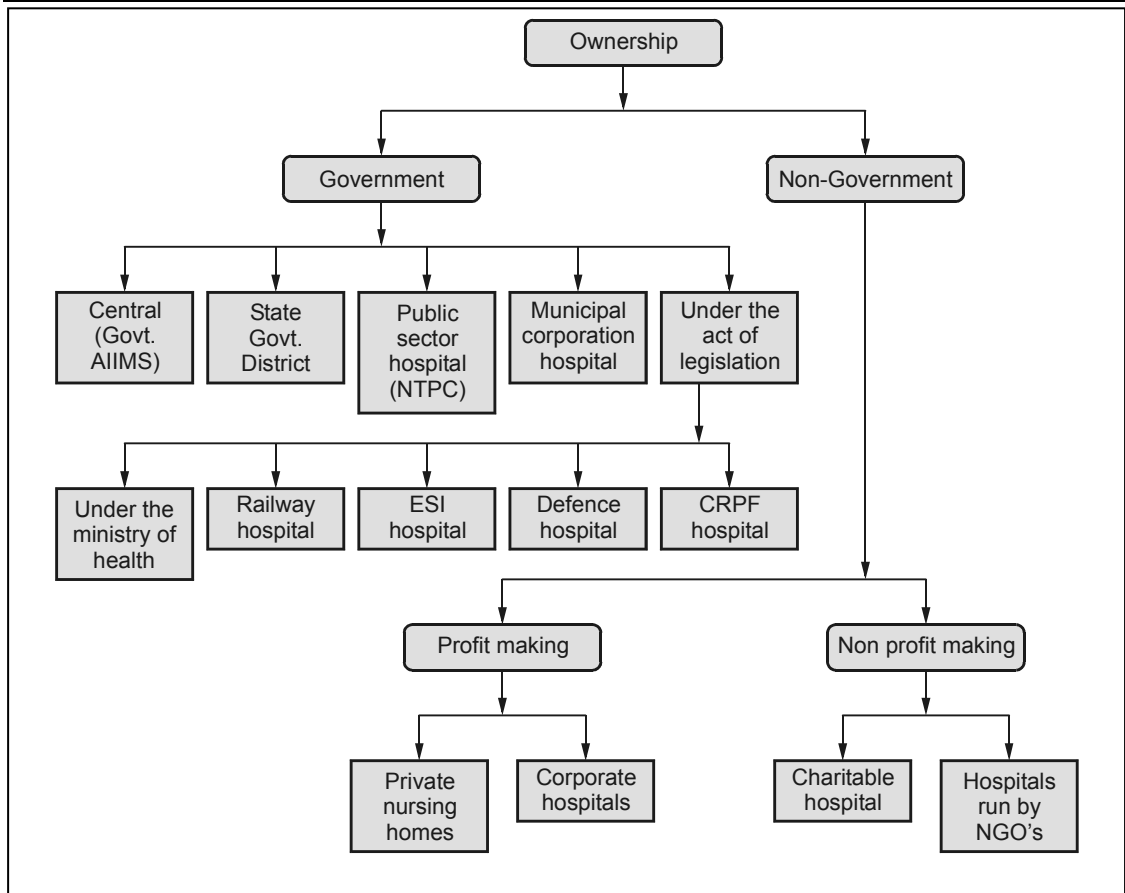 Ownership
Government
Non-Government
Central
(Govt.
AIIMS)
State
Govt.
District
Public
sector
hospital
(NTPC)
Municipal
corporation
hospital
Under the
act of
legislation
Under the
ministry of
health
Railway
hospital
ESI
hospital
Defence
hospital
CRPF
hospital
Profit making
Non profit making
Private
nursing
homes
Corporate
hospitals
Charitable
hospital
Hospitals
run by
NGO’s